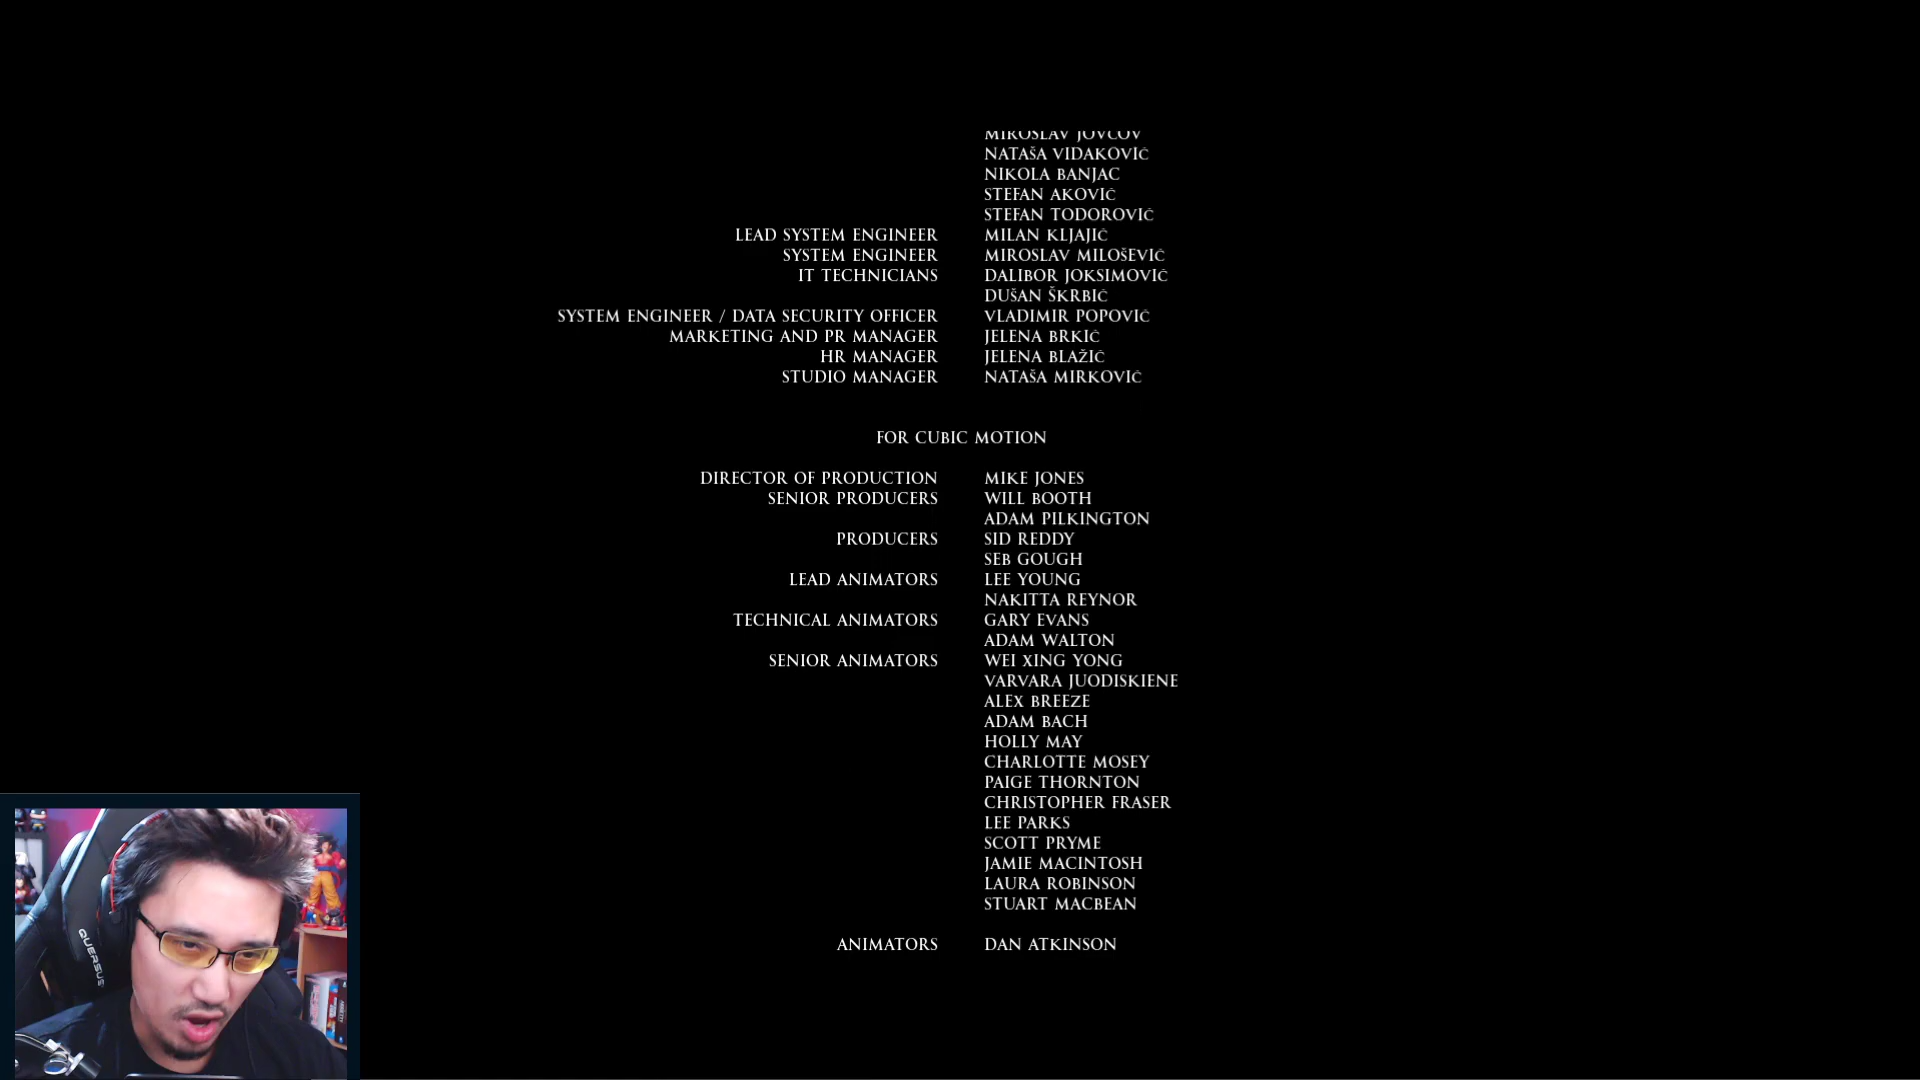 MIROSLAV JOVCOV
NATAŠA VIDAKOVIĆ
NIKOLA BANJAC
STEFAN AKOVIĆ
STEFAN TODOROVIĆ
LEAD SYSTEM ENGINEER MILAN KLJAJIĆ
SYSTEM ENGINEER MIROSLAV MILOŠEVIĆ
IT TECHNICIANS DALIBOR JOKSIMOVIĆ
DUŠAN ŠKRBIĆ
SYSTEM ENGINEER / DATA SECURITY OFFICER VLADIMIR POPOVIĆ
MARKETING AND PR MANAGER JELENA BRKIĆ
HR MANAGER JELENA BLAŽIĆ
STUDIO MANAGER NATAŠA MIRKOVIĆ
FOR CUBIC MOTION
DIRECTOR OF PRODUCTION MIKE JONES
SENIOR PRODUCERS WILL BOOTH
ADAM PILKINGTON
PRODUCERS SID REDDY
SEB GOUGH
LEAD ANIMATORS LEE YOUNG
NAKITTA REYNOR
TECHNICAL ANIMATORS GARY EVANS
ADAM WALTON
SENIOR ANIMATORS WEI XING YONG
VARVARA JUODISKIENE
ALEX BREEZE
ADAM BACH
HOLLY MAY
CHARLOTTE MOSEY
PAIGE THORNTON
CHRISTOPHER FRASER
LEE PARKS
SCOTT PRYME
JAMIE MACINTOSH
LAURA ROBINSON
STUART MACBEAN
ANIMATORS DAN ATKINSON
QUERSUS